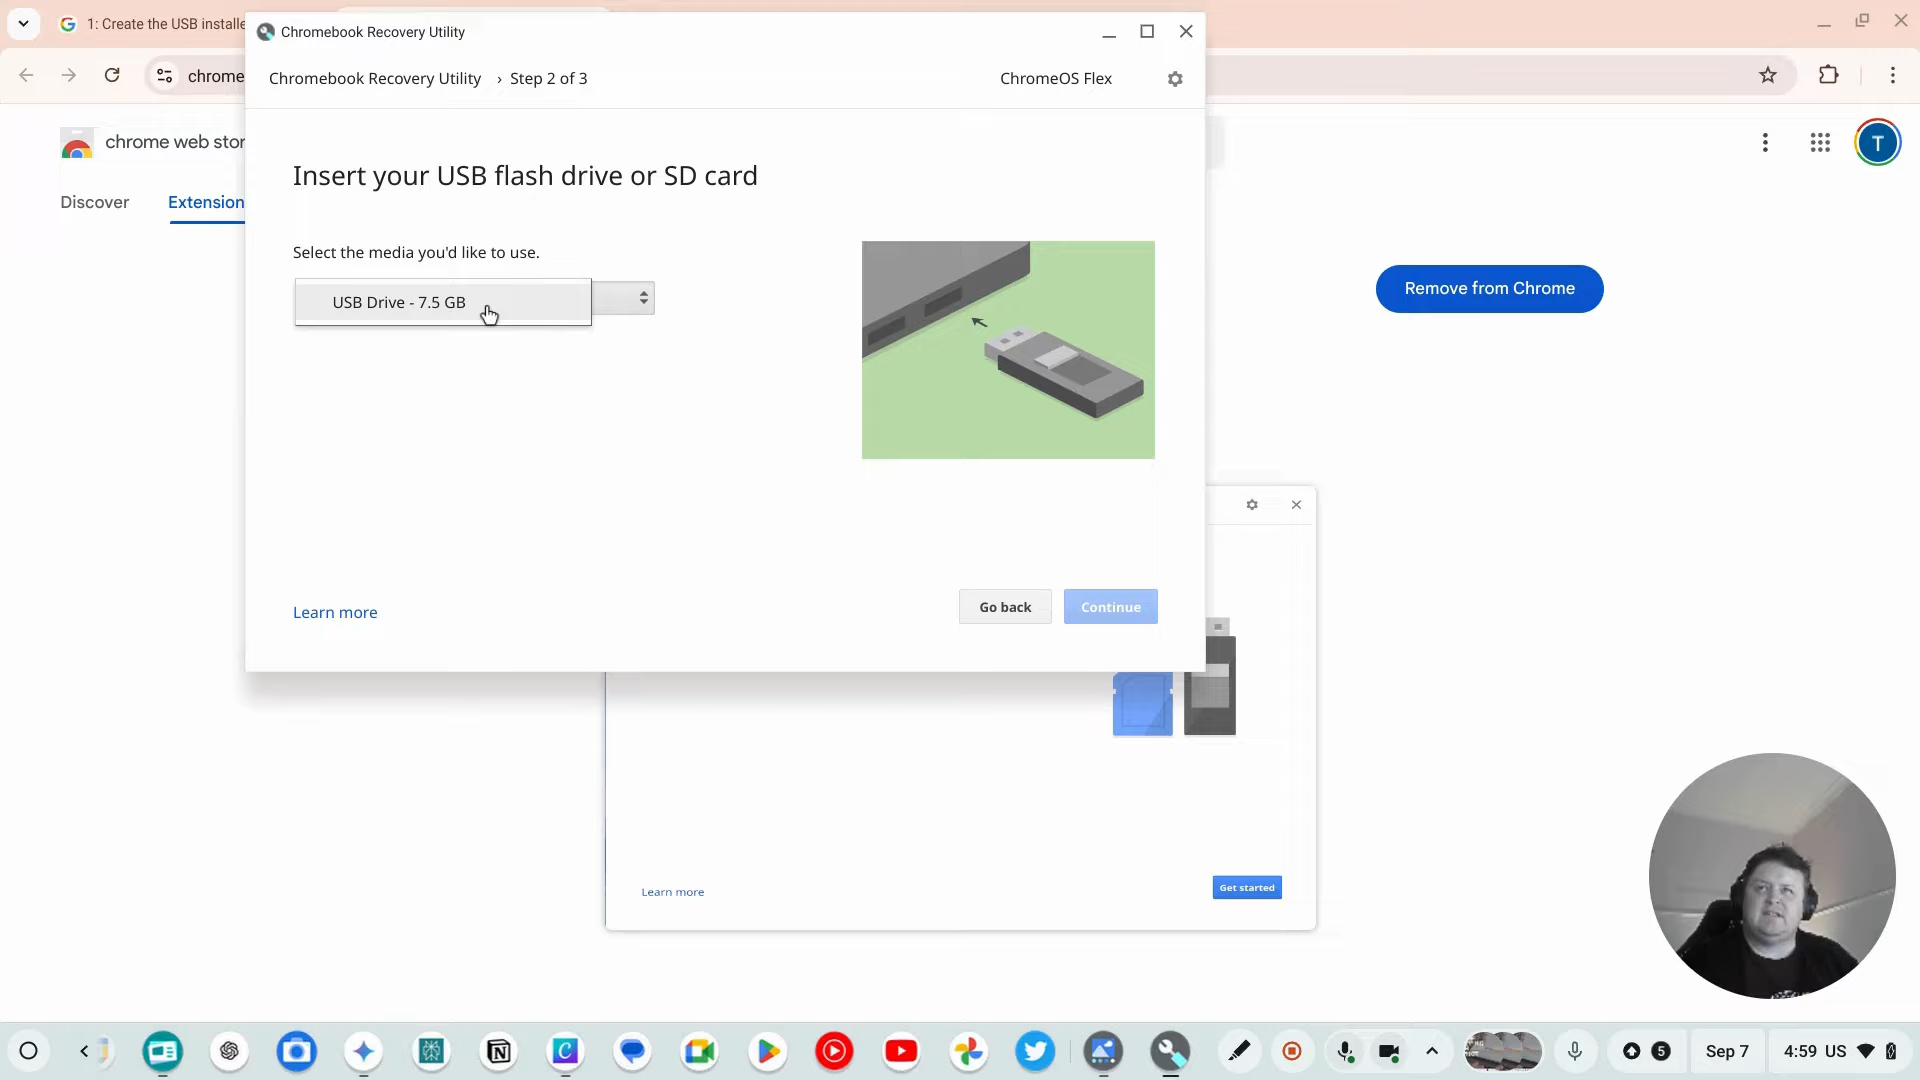 1: Create the USB installe
Chromebook Recovery Utility
chrome
Chromebook Recovery Utility › Step 2 of 3
ChromeOS Flex
chrome web stor
T
Discover
Extension
Insert your USB flash drive or SD card
Select the media you'd like to use.
USB Drive - 7.5 GB
Remove from Chrome
Learn more
Go back
Continue
Learn more
Get started
5
Sep 7
4:59 US